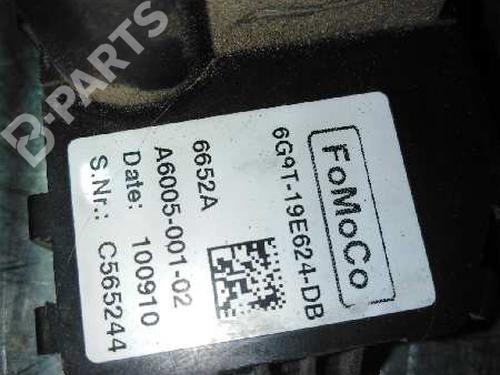 B-PARTS
FoMoCo
6G9T-19E624-DB
6652A
A6005-001-02
Date: 100910
S.Nr.: C565244